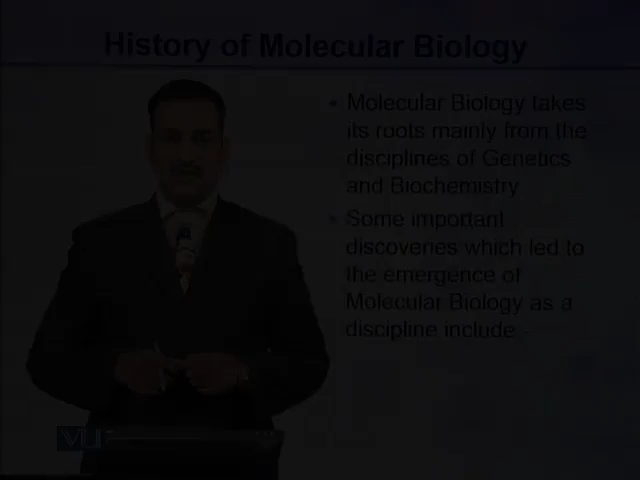 History of Molecular Biology
• Molecular Biology takes
its roots mainly from the
disciplines of Genetics
and Biochemistry
• Some important
discoveries which led to
the emergence of
Molecular Biology as a
discipline include:-
VU